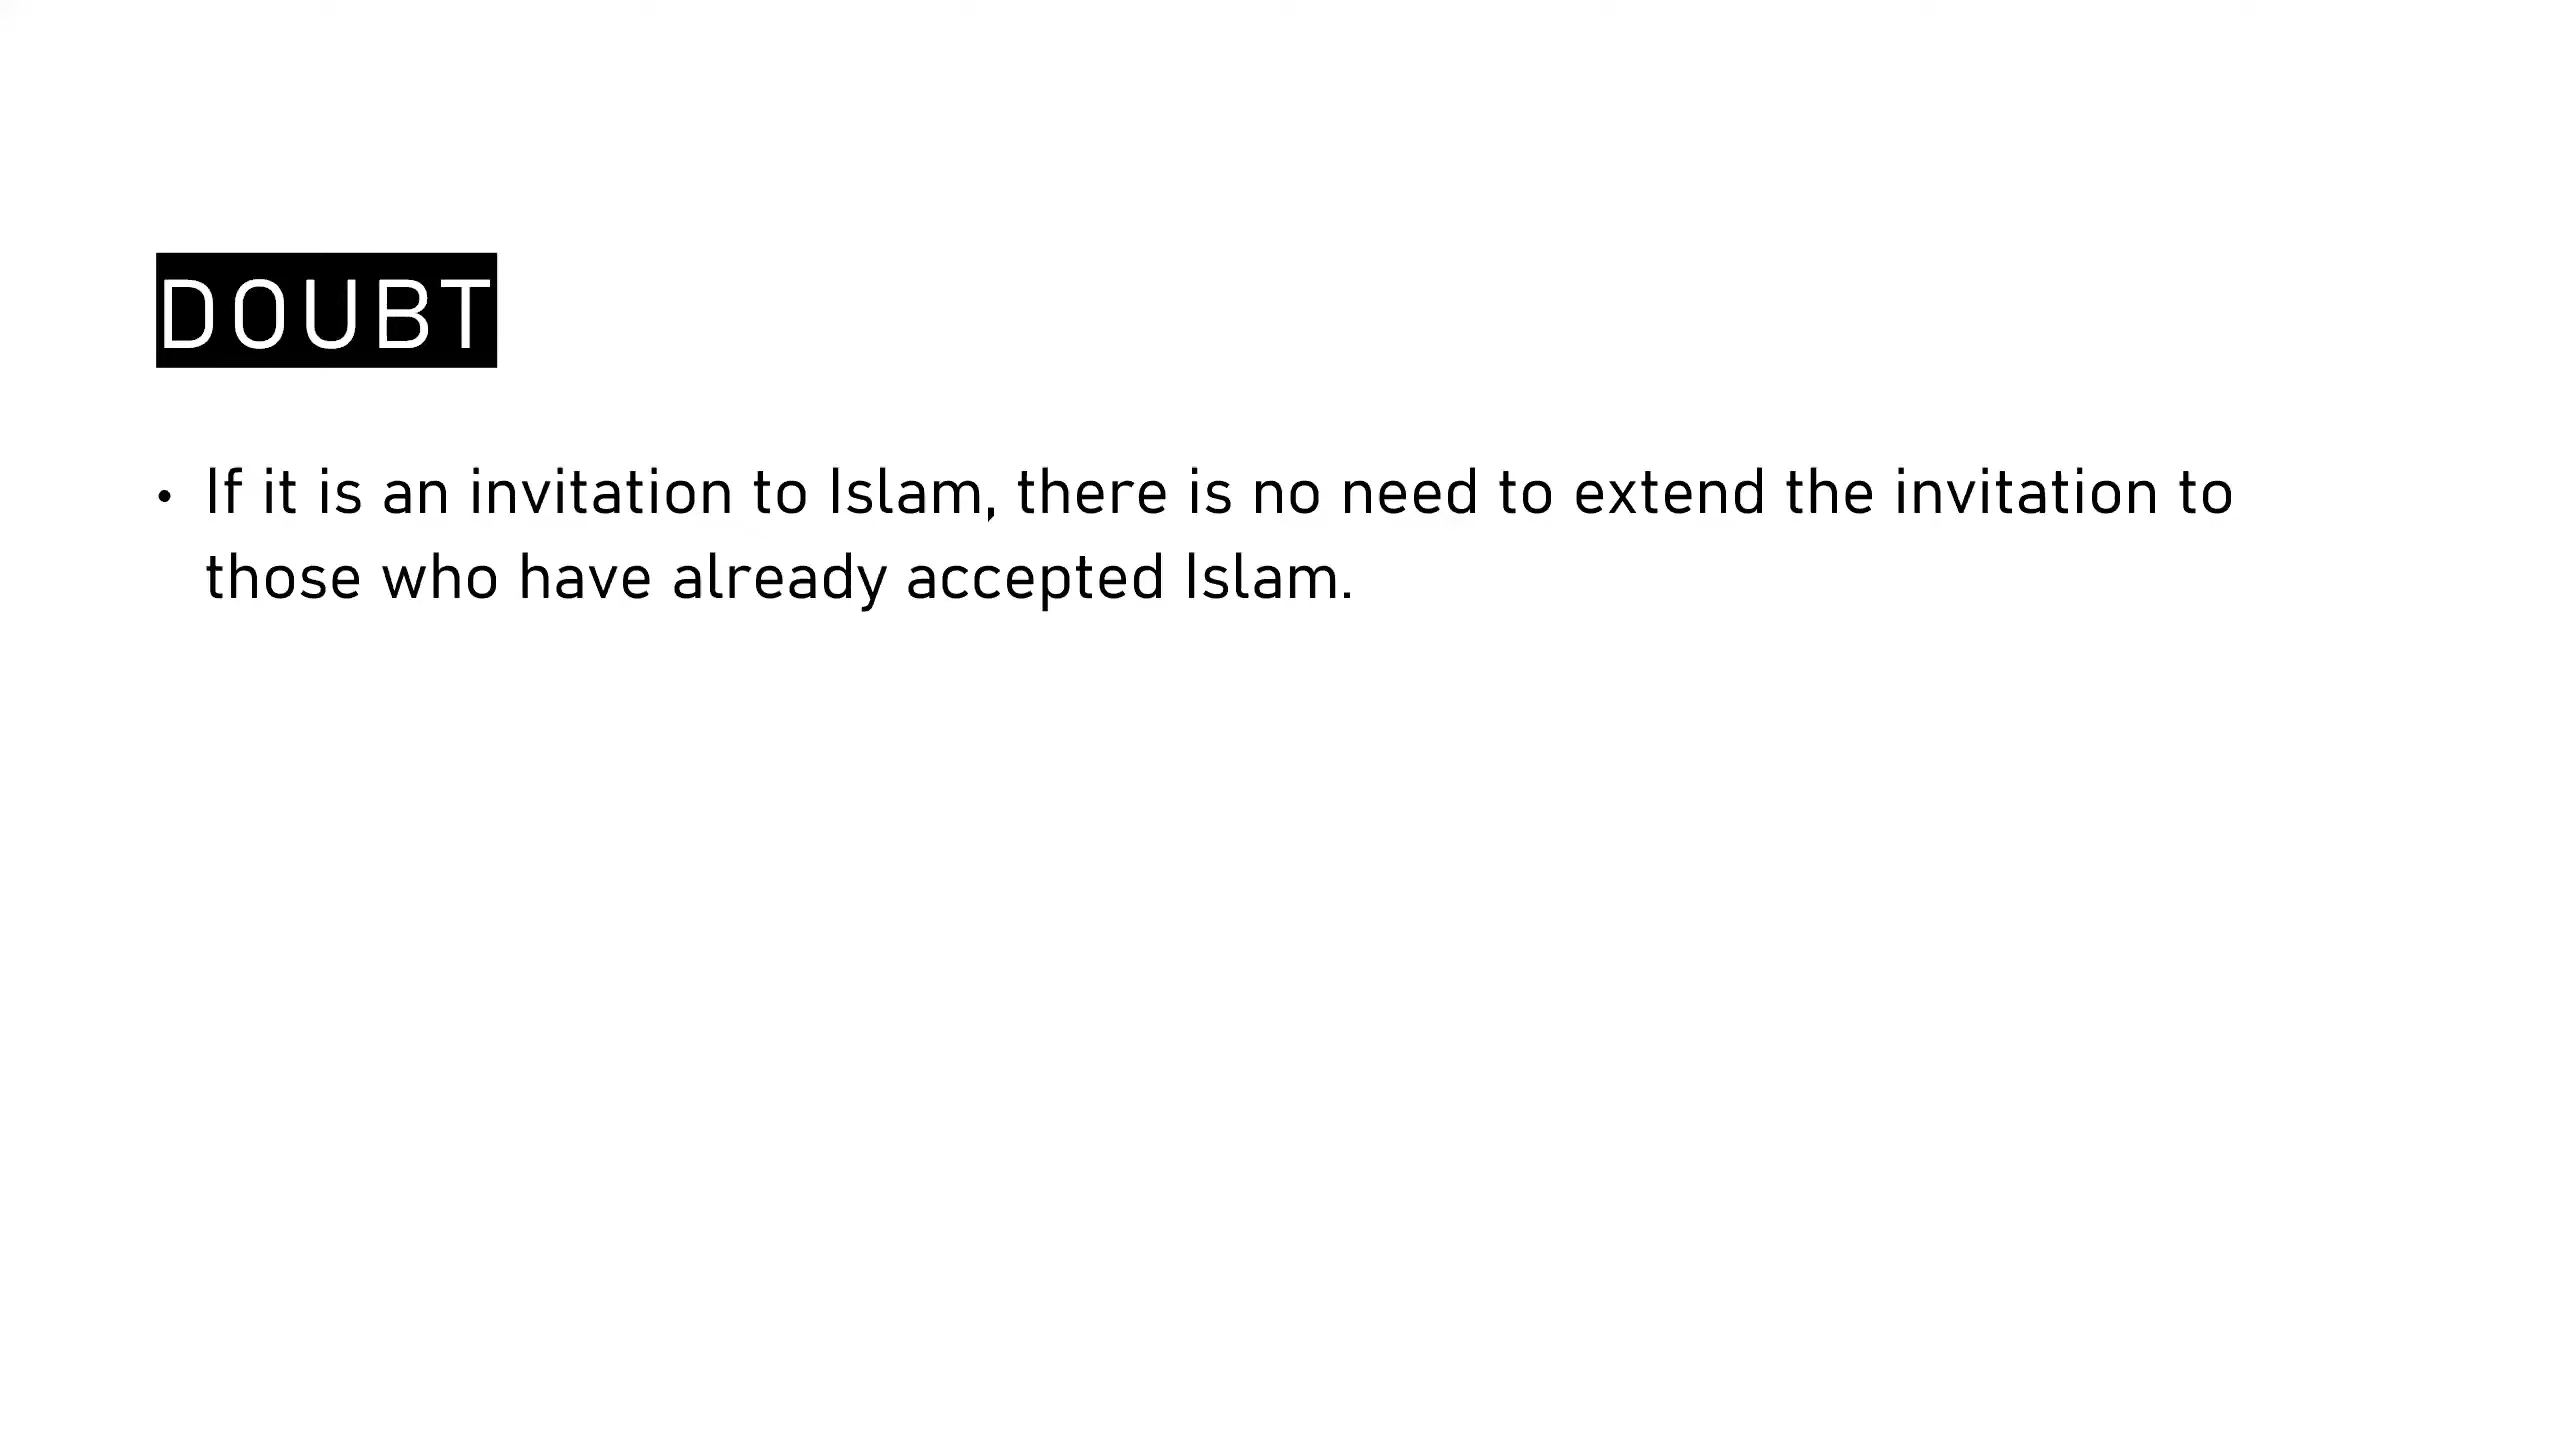 DOUBT
• If it is an invitation to Islam, there is no need to extend the invitation to
those who have already accepted Islam.